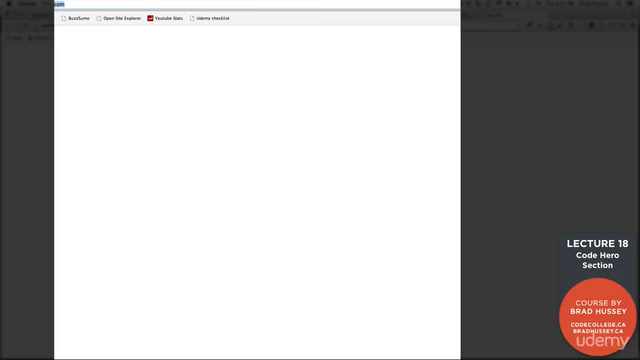 com
BuzzSumo
Open Site Explorer
Youtube Stats
Udemy checklist
LECTURE 18
Code Hero
Section
COURSE BY
BRAD HUSSEY
CODECOLLEGE.CA
BRADHUSSEY.CA
udemy